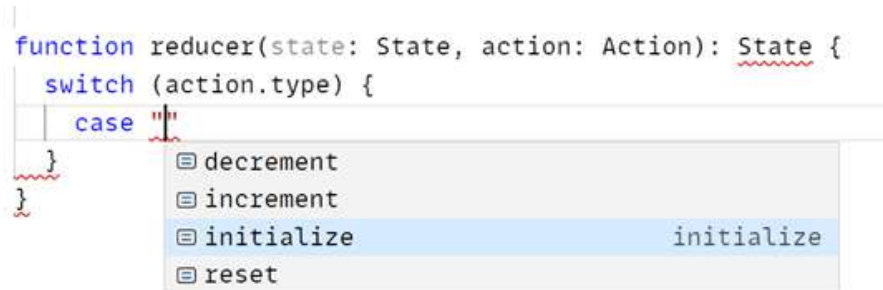 function reducer(state: State, action: Action): State {
switch (action.type) {
case ""
}
decrement
}
increment
initialize initialize
reset